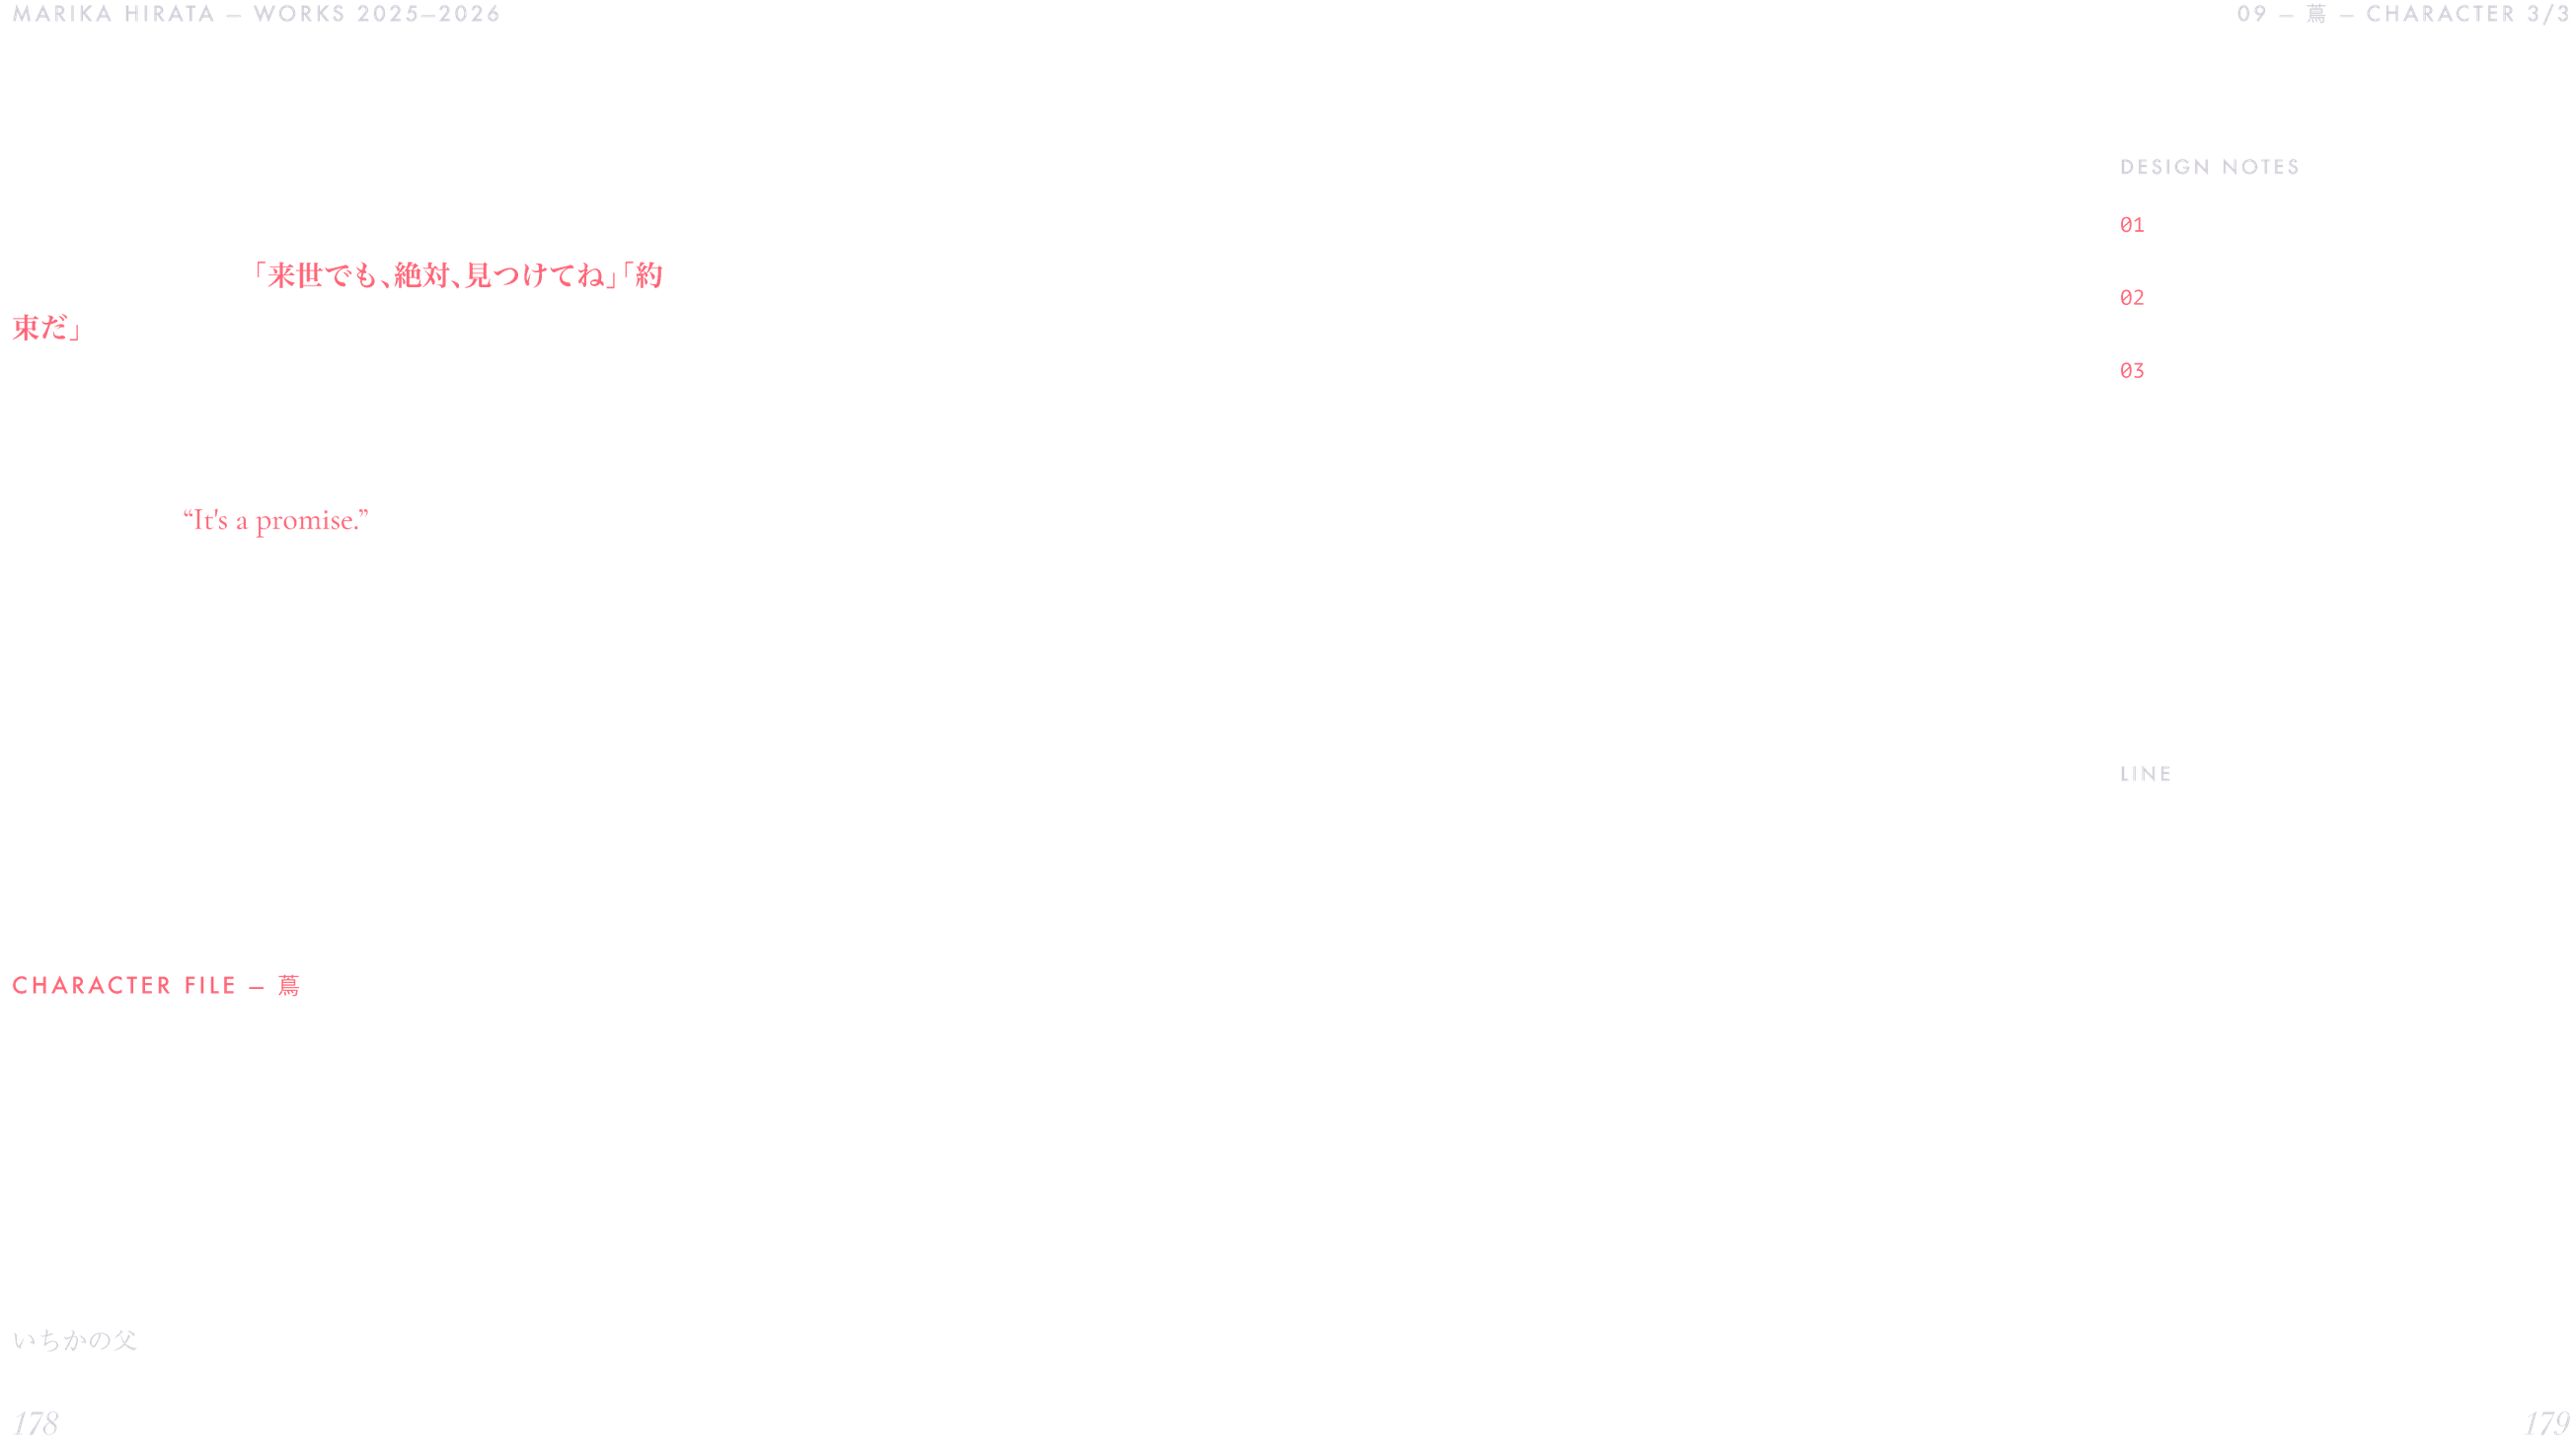 MARIKA HIRATA — WORKS 2025—2026
09 — 蔦 — CHARACTER 3/3
「来世でも、絶対、見つけてね」「約
束だ」
“It's a promise.”
CHARACTER FILE — 蔦
いちかの父
178
DESIGN NOTES
01
02
03
LINE
179